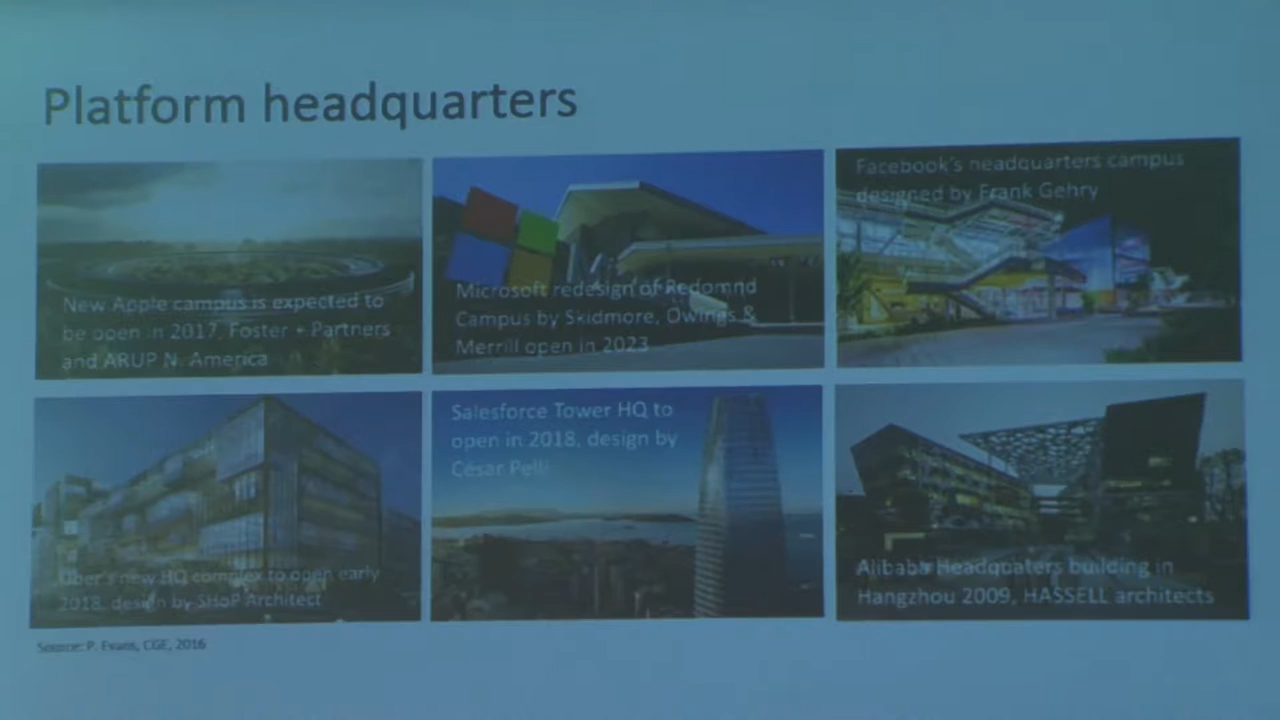 Platform headquarters
New Apple campus is expected to
be open in 2017, Foster + Partners
and ARUP N. America
Microsoft redesign of Redomnd
Campus by Skidmore, Owings &
Merrill open in 2023
Facebook's headquarters campus
designed by Frank Gehry
Uber's new HQ complex to open early
2018, design by SHoP Architect
Salesforce Tower HQ to
open in 2018, design by
César Pelli
Alibaba Headquaters building in
Hangzhou 2009, HASSELL architects
Source: P. Evans, CGE, 2016